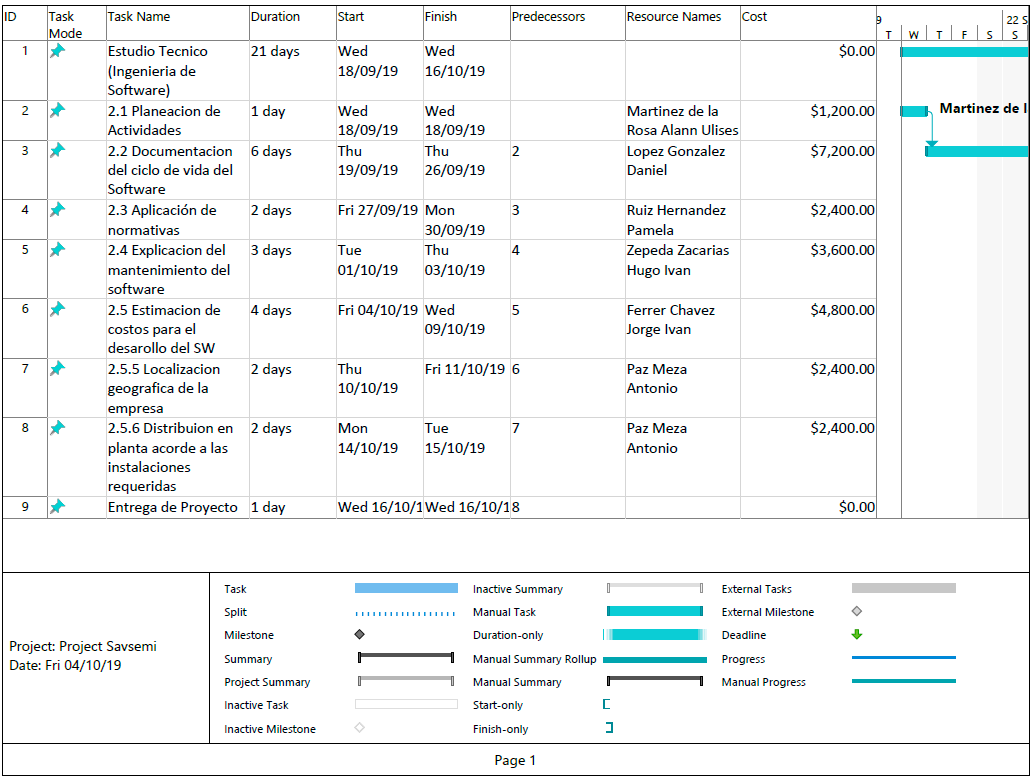 ID Task Mode Task Name Duration Start Finish Predecessors Resource Names Cost
9 22 S
T W T F S S
1 Estudio Tecnico (Ingenieria de Software) 21 days Wed 18/09/19 Wed 16/10/19 $0.00
2 2.1 Planeacion de Actividades 1 day Wed 18/09/19 Wed 18/09/19 Martinez de la Rosa Alann Ulises $1,200.00 Martinez de l
3 2.2 Documentacion del ciclo de vida del Software 6 days Thu 19/09/19 Thu 26/09/19 2 Lopez Gonzalez Daniel $7,200.00
4 2.3 Aplicación de normativas 2 days Fri 27/09/19 Mon 30/09/19 3 Ruiz Hernandez Pamela $2,400.00
5 2.4 Explicacion del mantenimiento del software 3 days Tue 01/10/19 Thu 03/10/19 4 Zepeda Zacarias Hugo Ivan $3,600.00
6 2.5 Estimacion de costos para el desarollo del SW 4 days Fri 04/10/19 Wed 09/10/19 5 Ferrer Chavez Jorge Ivan $4,800.00
7 2.5.5 Localizacion geografica de la empresa 2 days Thu 10/10/19 Fri 11/10/19 6 Paz Meza Antonio $2,400.00
8 2.5.6 Distribuion en planta acorde a las instalaciones requeridas 2 days Mon 14/10/19 Tue 15/10/19 7 Paz Meza Antonio $2,400.00
9 Entrega de Proyecto 1 day Wed 16/10/1 Wed 16/10/1 8 $0.00
Project: Project Savsemi
Date: Fri 04/10/19
Task Inactive Summary External Tasks
Split Manual Task External Milestone
Milestone Duration-only Deadline
Summary Manual Summary Rollup Progress
Project Summary Manual Summary Manual Progress
Inactive Task Start-only
Inactive Milestone Finish-only
Page 1